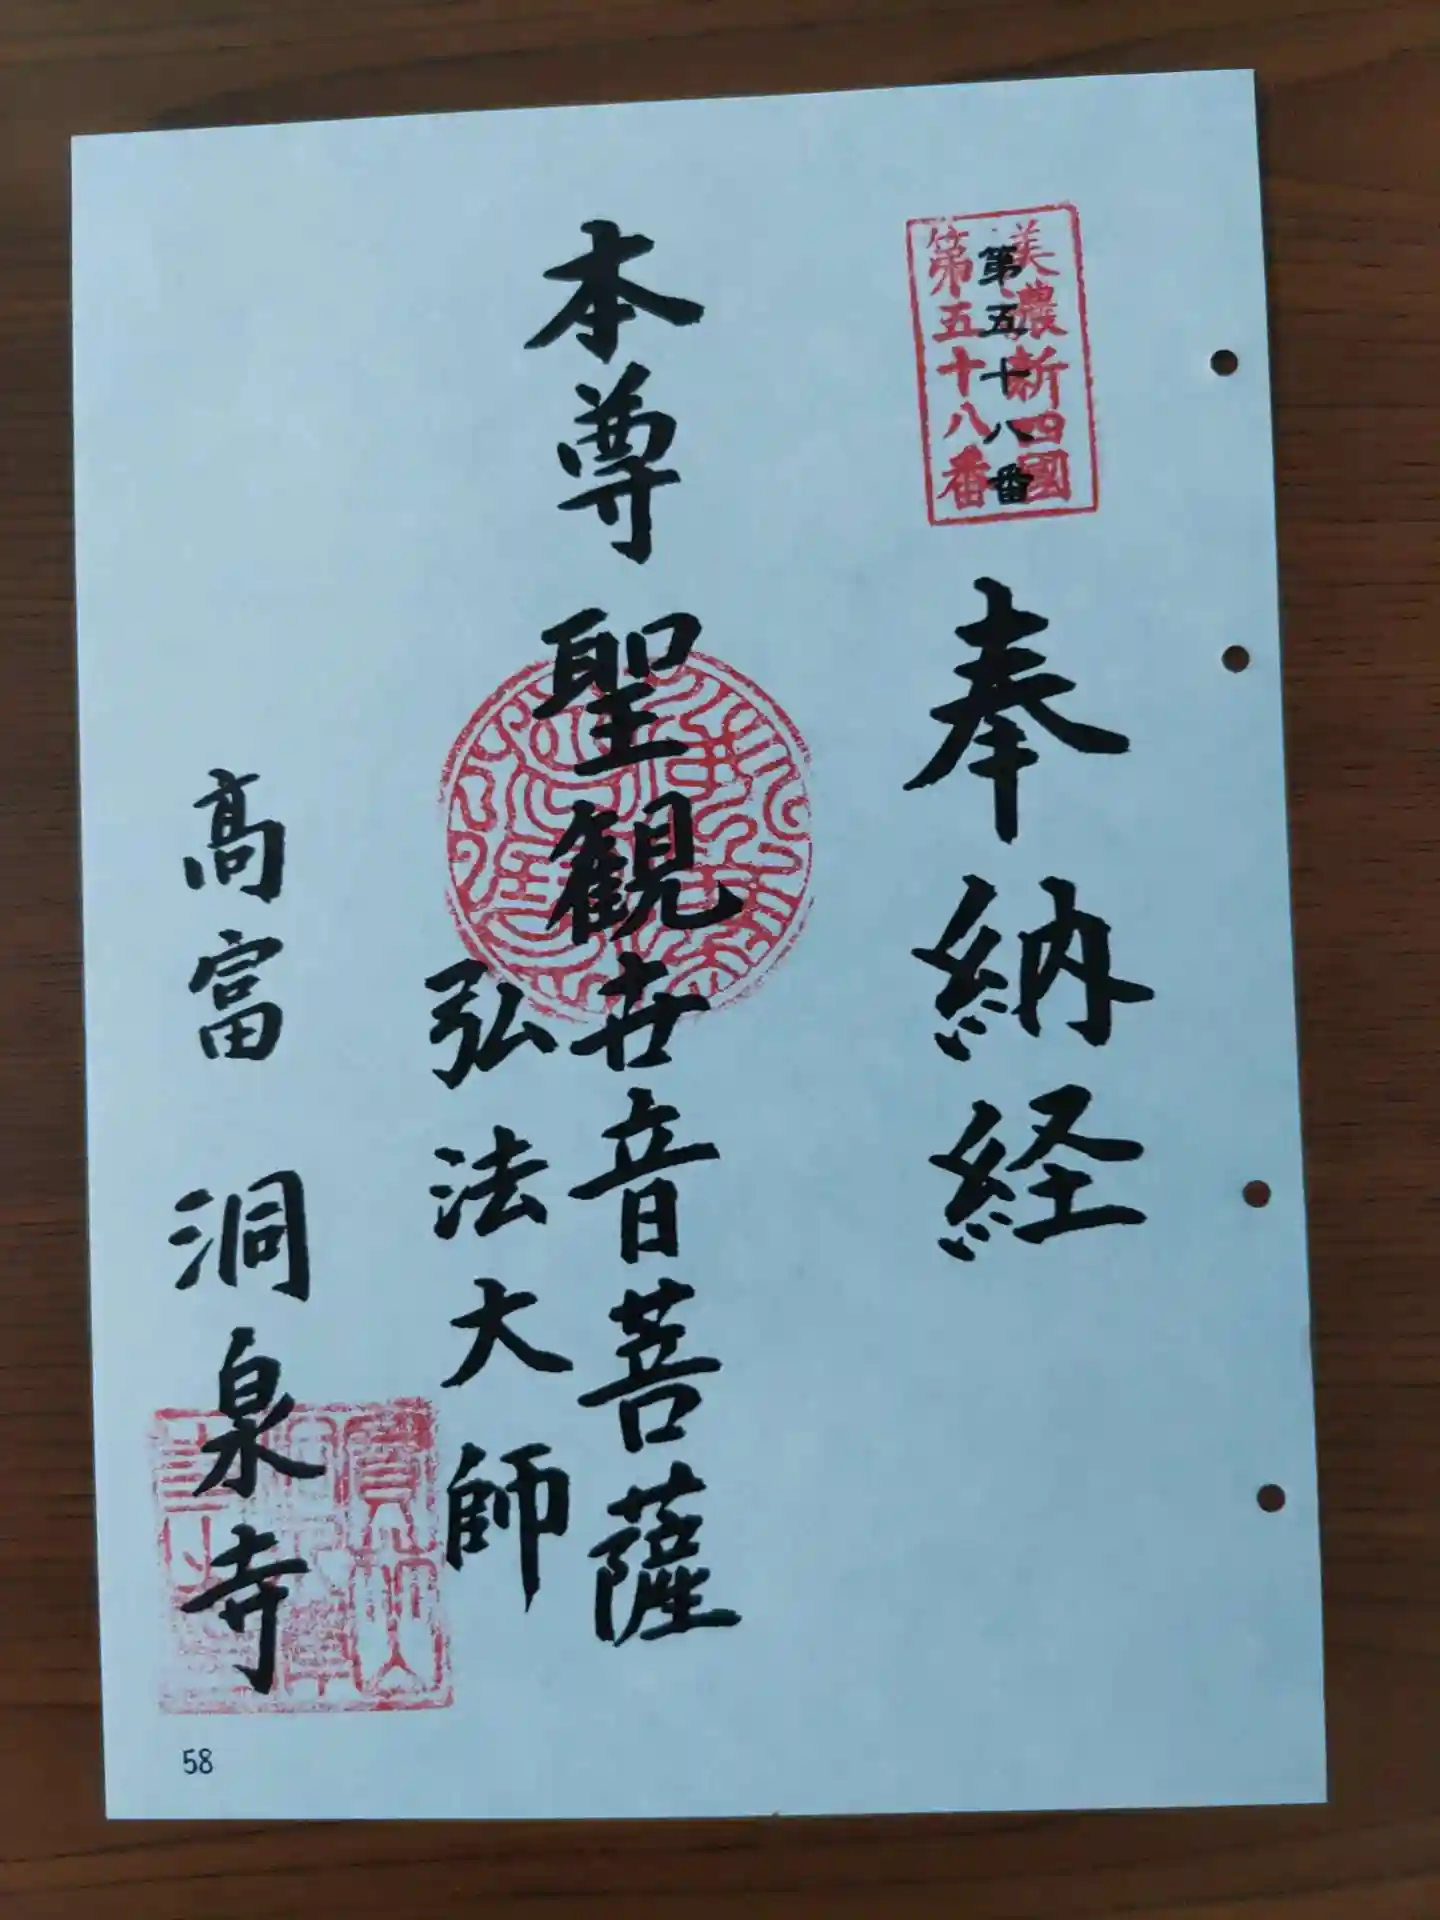 美濃新四國
第五十八番
第五十八番
奉納経
本尊 聖観世音菩薩
弘法大師
高富 洞泉寺
58